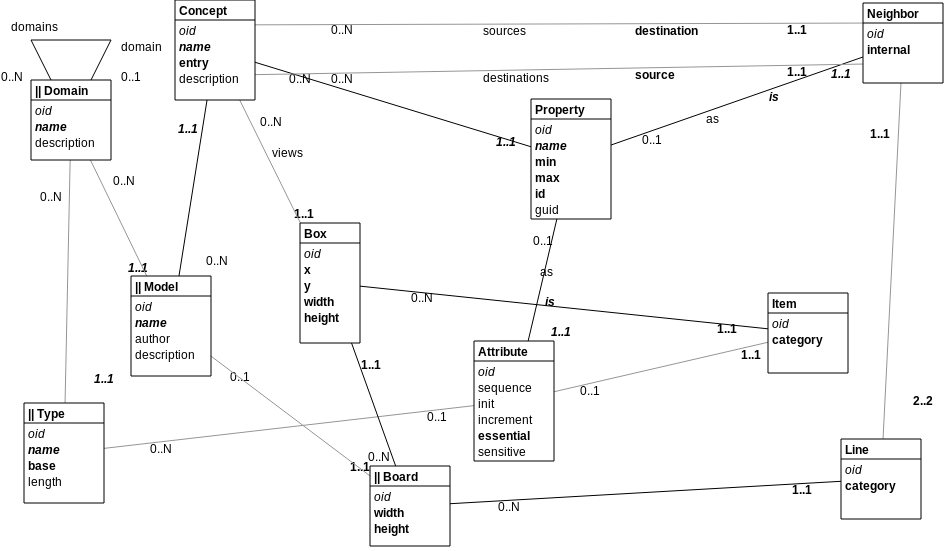 domains
domain
0..N
0..1
|| Domain
oid
name
description
Concept
oid
name
entry
description
0..N
sources
destination
1..1
0..N
0..N
destinations
source
1..1
1..1
Neighbor
oid
internal
is
as
0..1
1..1
Property
oid
name
min
max
id
guid
1..1
1..1
0..N
views
1..1
0..N
0..N
0..N
1..1
|| Model
oid
name
author
description
Box
oid
x
y
width
height
0..1
as
is
1..1
0..N
1..1
Item
oid
category
1..1
Attribute
oid
sequence
init
increment
essential
sensitive
0..1
0..1
1..1
0..1
1..1
|| Type
oid
name
base
length
0..N
0..N
1..1
|| Board
oid
width
height
0..N
1..1
2..2
Line
oid
category